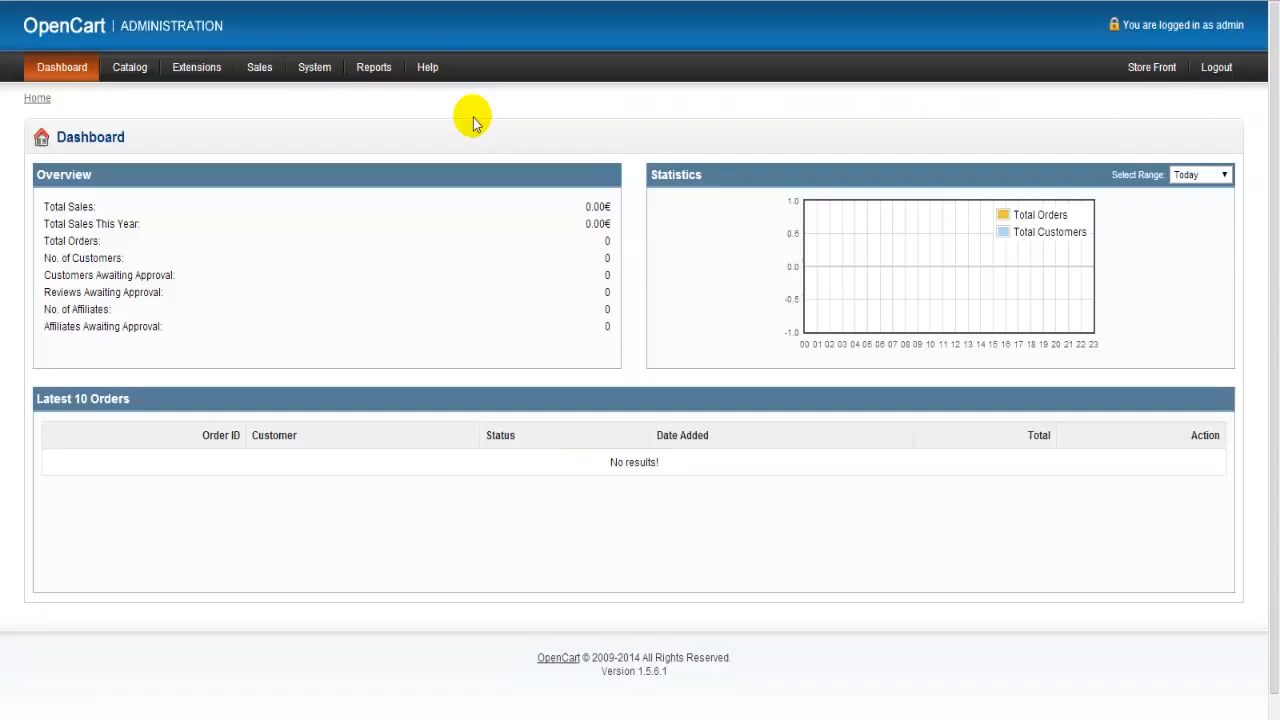 OpenCart | ADMINISTRATION
You are logged in as admin
Dashboard Catalog Extensions Sales System Reports Help Store Front Logout
Home
Dashboard
Overview
Total Sales: 0.00€
Total Sales This Year: 0.00€
Total Orders: 0
No. of Customers: 0
Customers Awaiting Approval: 0
Reviews Awaiting Approval: 0
No. of Affiliates: 0
Affiliates Awaiting Approval: 0
Statistics Select Range: Today
1.0
0.5
0.0
-0.5
-1.0
Total Orders
Total Customers
00 01 02 03 04 05 06 07 08 09 10 11 12 13 14 15 16 17 18 19 20 21 22 23
Latest 10 Orders
Order ID Customer Status Date Added Total Action
No results!
OpenCart © 2009-2014 All Rights Reserved.
Version 1.5.6.1